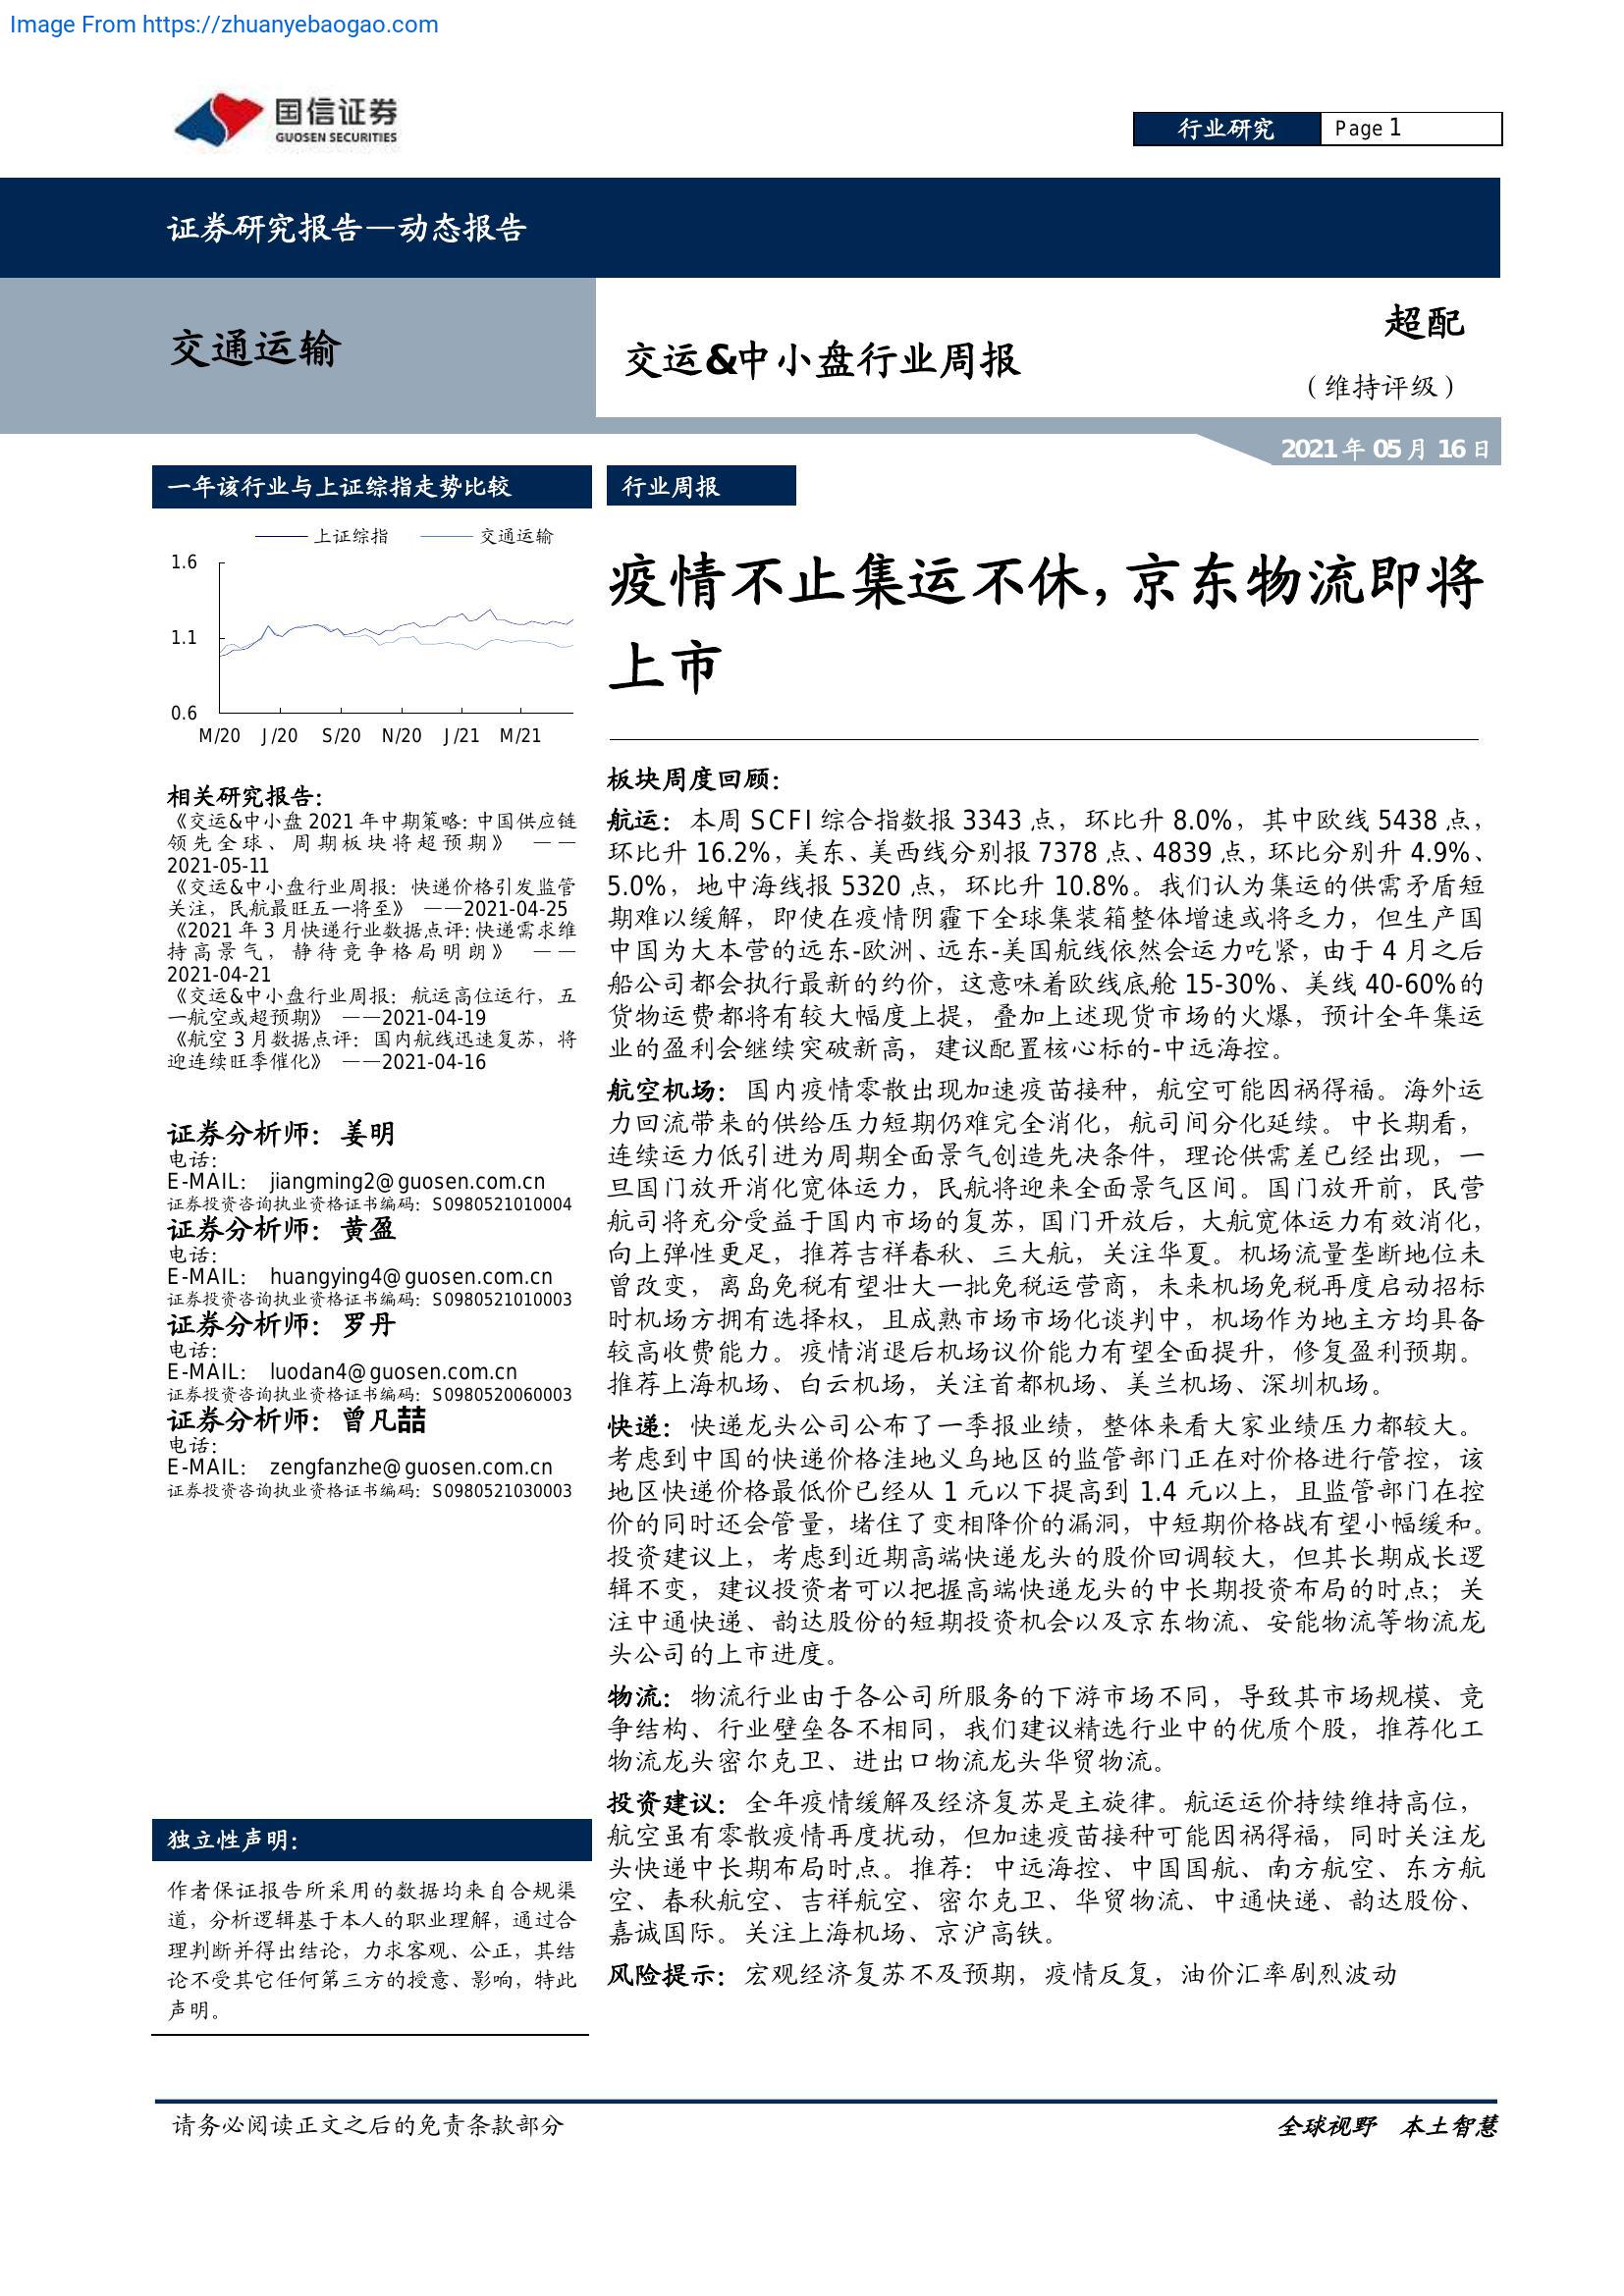 Image From https://zhuanyebaogao.com
国信证券
GUOSEN SECURITIES
行业研究
Page 1
证券研究报告—动态报告
交通运输
交运&中小盘行业周报
超配
（维持评级）
2021 年 05 月 16 日
一年该行业与上证综指走势比较
上证综指 交通运输
1.6
1.1
0.6
M/20 J/20 S/20 N/20 J/21 M/21
相关研究报告：
《交运&中小盘 2021 年中期策略：中国供应链
领先全球、周期板块将超预期》 ——
2021-05-11
《交运&中小盘行业周报：快递价格引发监管
关注，民航最旺五一将至》 ——2021-04-25
《2021 年 3 月快递行业数据点评：快递需求维
持高景气，静待竞争格局明朗》 ——
2021-04-21
《交运&中小盘行业周报：航运高位运行，五
一航空或超预期》 ——2021-04-19
《航空 3 月数据点评：国内航线迅速复苏，将
迎连续旺季催化》 ——2021-04-16
证券分析师：姜明
电话：
E-MAIL: jiangming2@guosen.com.cn
证券投资咨询执业资格证书编码：S0980521010004
证券分析师：黄盈
电话：
E-MAIL: huangying4@guosen.com.cn
证券投资咨询执业资格证书编码：S0980521010003
证券分析师：罗丹
电话：
E-MAIL: luodan4@guosen.com.cn
证券投资咨询执业资格证书编码：S0980520060003
证券分析师：曾凡喆
电话：
E-MAIL: zengfanzhe@guosen.com.cn
证券投资咨询执业资格证书编码：S0980521030003
独立性声明：
作者保证报告所采用的数据均来自合规渠
道，分析逻辑基于本人的职业理解，通过合
理判断并得出结论，力求客观、公正，其结
论不受其它任何第三方的授意、影响，特此
声明。
行业周报
疫情不止集运不休，京东物流即将
上市
板块周度回顾：
航运：本周 SCFI 综合指数报 3343 点，环比升 8.0%，其中欧线 5438 点，
环比升 16.2%，美东、美西线分别报 7378 点、4839 点，环比分别升 4.9%、
5.0%，地中海线报 5320 点，环比升 10.8%。我们认为集运的供需矛盾短
期难以缓解，即使在疫情阴霾下全球集装箱整体增速或将乏力，但生产国
中国为大本营的远东-欧洲、远东-美国航线依然会运力吃紧，由于 4 月之后
船公司都会执行最新的约价，这意味着欧线底舱 15-30%、美线 40-60%的
货物运费都将有较大幅度上提，叠加上述现货市场的火爆，预计全年集运
业的盈利会继续突破新高，建议配置核心标的-中远海控。
航空机场：国内疫情零散出现加速疫苗接种，航空可能因祸得福。海外运
力回流带来的供给压力短期仍难完全消化，航司间分化延续。中长期看，
连续运力低引进为周期全面景气创造先决条件，理论供需差已经出现，一
旦国门放开消化宽体运力，民航将迎来全面景气区间。国门放开前，民营
航司将充分受益于国内市场的复苏，国门开放后，大航宽体运力有效消化，
向上弹性更足，推荐吉祥春秋、三大航，关注华夏。机场流量垄断地位未
曾改变，离岛免税有望壮大一批免税运营商，未来机场免税再度启动招标
时机场方拥有选择权，且成熟市场市场化谈判中，机场作为地主方均具备
较高收费能力。疫情消退后机场议价能力有望全面提升，修复盈利预期。
推荐上海机场、白云机场，关注首都机场、美兰机场、深圳机场。
快递：快递龙头公司公布了一季报业绩，整体来看大家业绩压力都较大。
考虑到中国的快递价格洼地义乌地区的监管部门正在对价格进行管控，该
地区快递价格最低价已经从 1 元以下提高到 1.4 元以上，且监管部门在控
价的同时还会管量，堵住了变相降价的漏洞，中短期价格战有望小幅缓和。
投资建议上，考虑到近期高端快递龙头的股价回调较大，但其长期成长逻
辑不变，建议投资者可以把握高端快递龙头的中长期投资布局的时点；关
注中通快递、韵达股份的短期投资机会以及京东物流、安能物流等物流龙
头公司的上市进度。
物流：物流行业由于各公司所服务的下游市场不同，导致其市场规模、竞
争结构、行业壁垒各不相同，我们建议精选行业中的优质个股，推荐化工
物流龙头密尔克卫、进出口物流龙头华贸物流。
投资建议：全年疫情缓解及经济复苏是主旋律。航运运价持续维持高位，
航空虽有零散疫情再度扰动，但加速疫苗接种可能因祸得福，同时关注龙
头快递中长期布局时点。推荐：中远海控、中国国航、南方航空、东方航
空、春秋航空、吉祥航空、密尔克卫、华贸物流、中通快递、韵达股份、
嘉诚国际。关注上海机场、京沪高铁。
风险提示：宏观经济复苏不及预期，疫情反复，油价汇率剧烈波动
请务必阅读正文之后的免责条款部分
全球视野 本土智慧